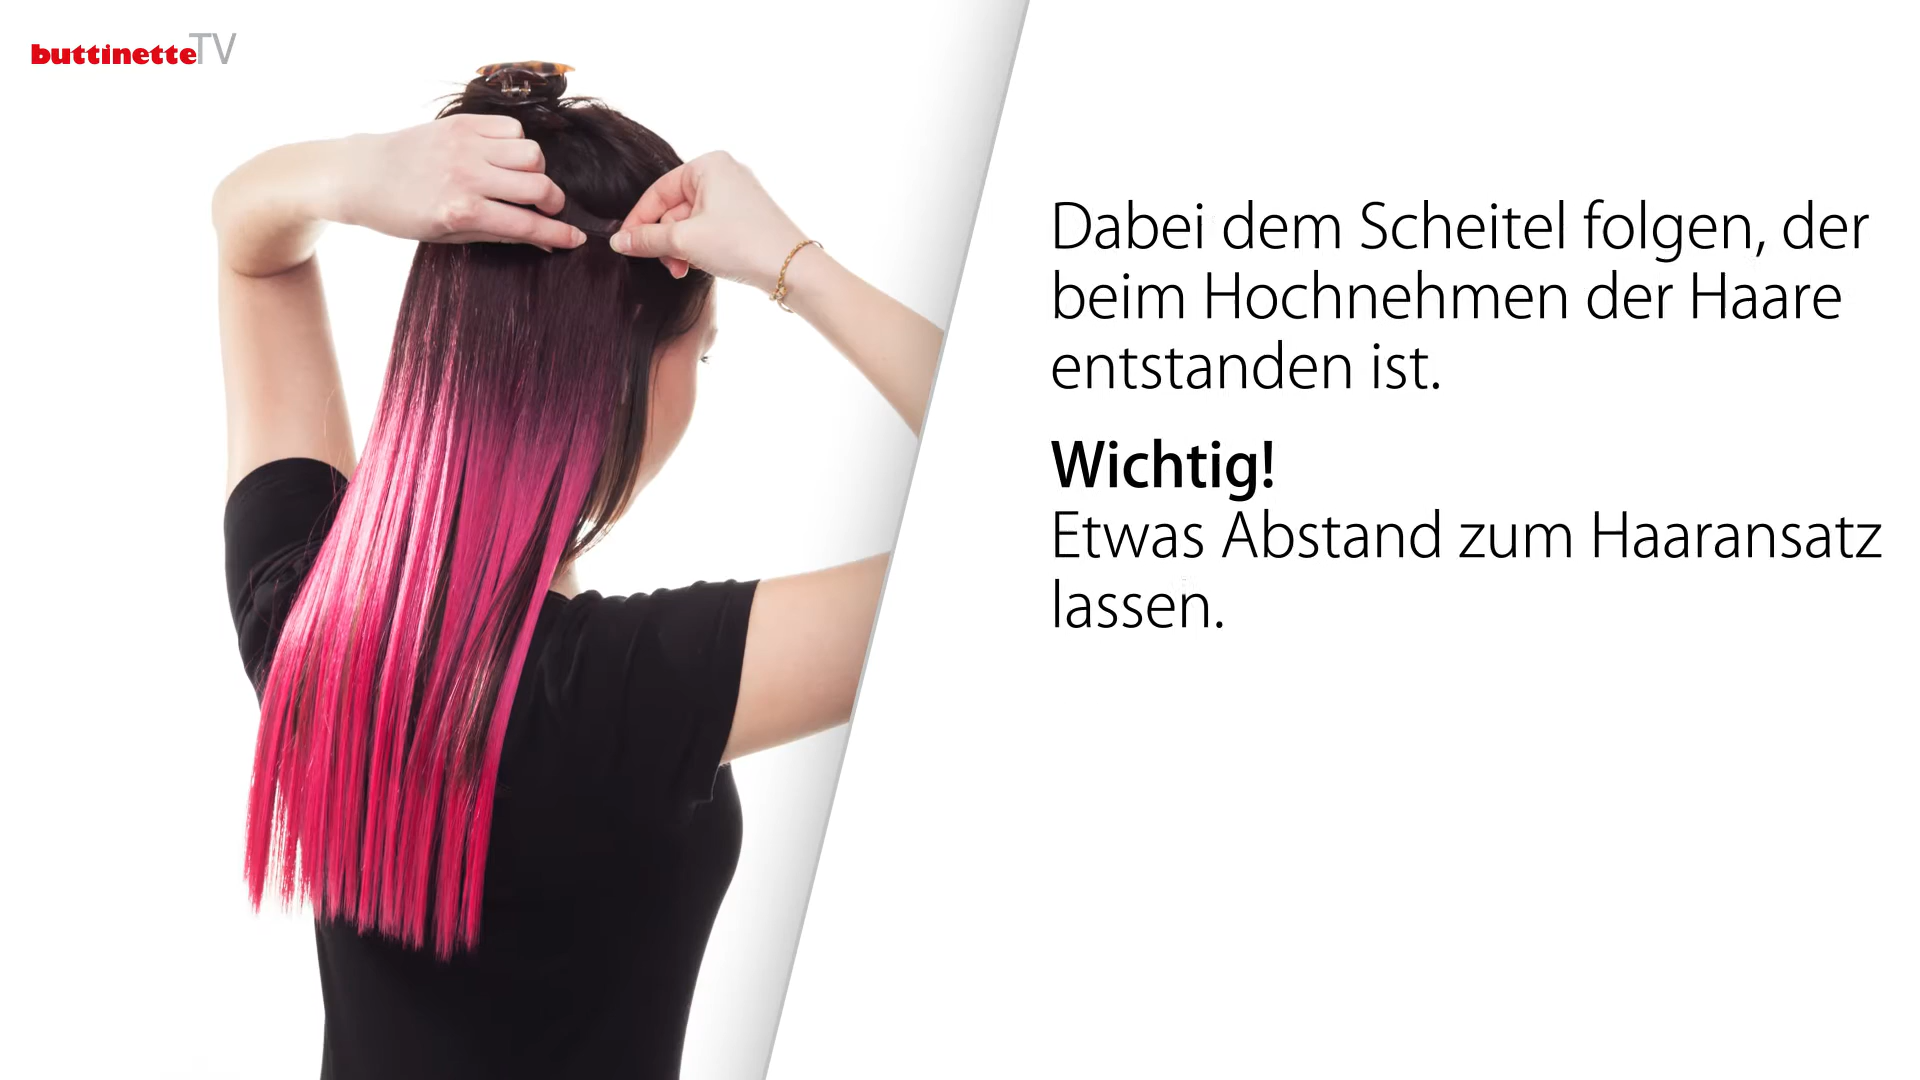 buttinetteTV
Dabei dem Scheitel folgen, der
beim Hochnehmen der Haare
entstanden ist.
Wichtig!
Etwas Abstand zum Haaransatz
lassen.